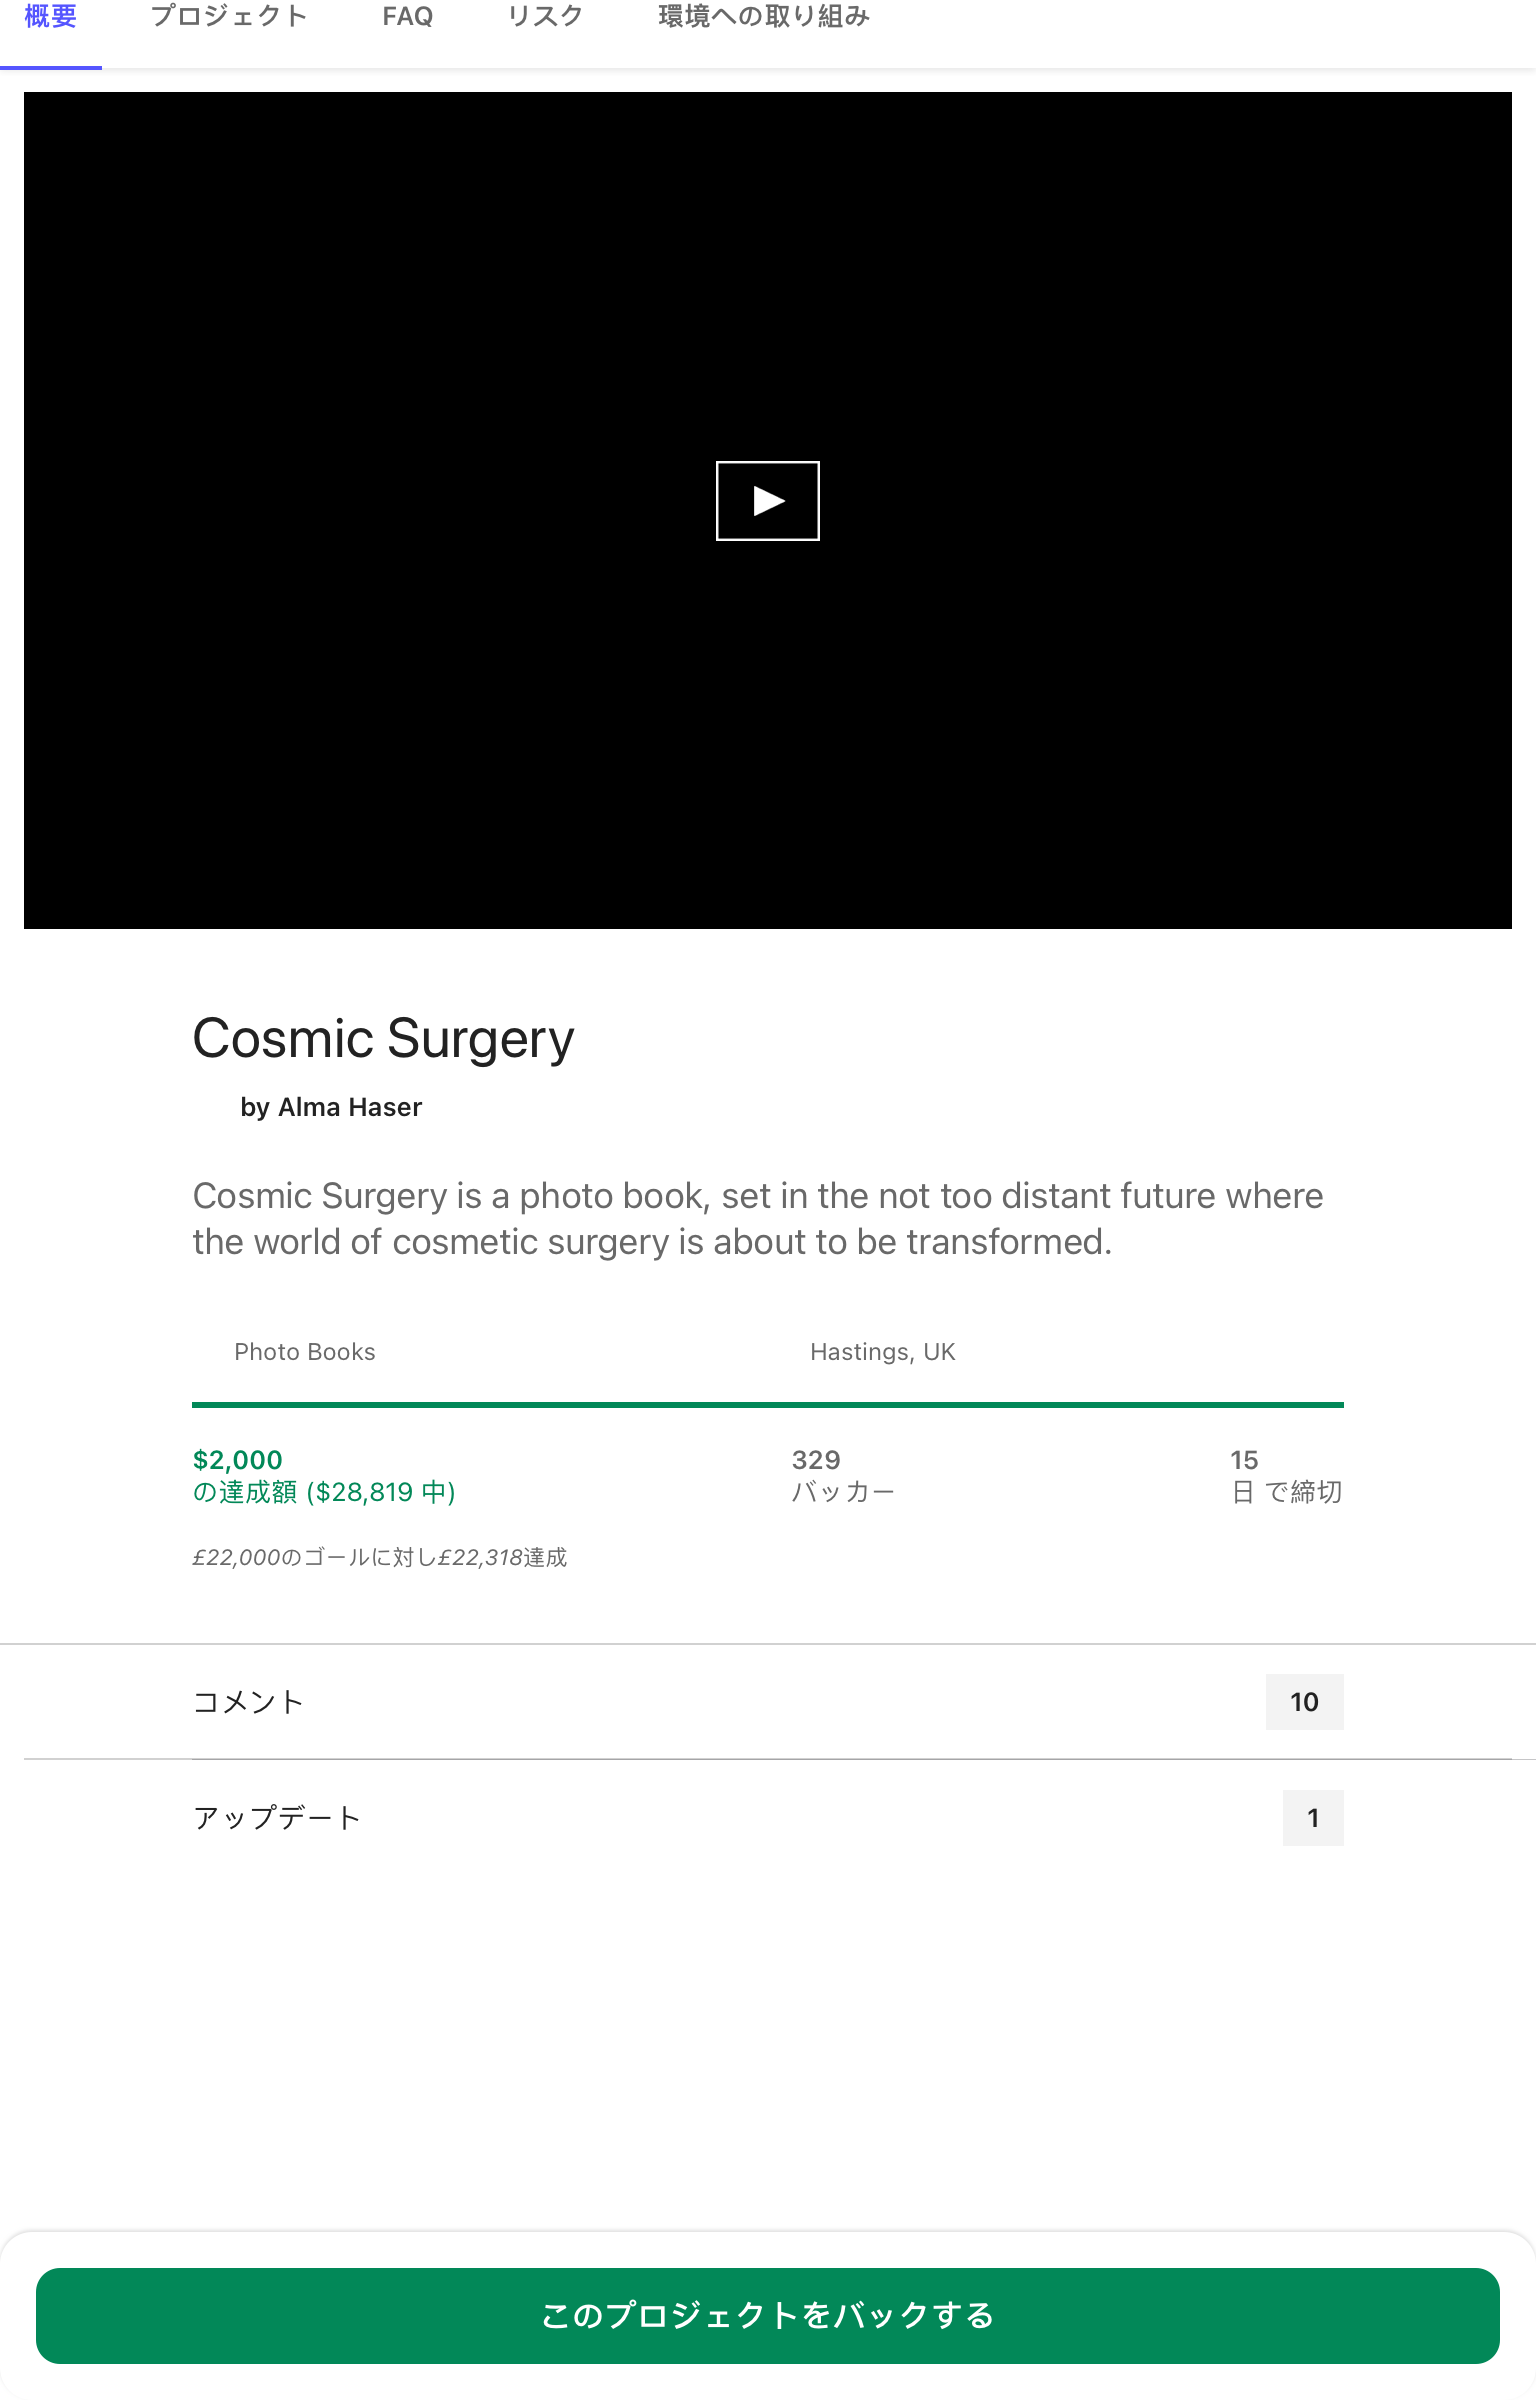 概要 プロジェクト FAQ リスク 環境への取り組み
Cosmic Surgery
by Alma Haser
Cosmic Surgery is a photo book, set in the not too distant future where
the world of cosmetic surgery is about to be transformed.
Photo Books Hastings, UK
$2,000 329 15
の達成額 ($28,819 中) バッカー 日 で締切
£22,000のゴールに対し£22,318達成
コメント 10
アップデート 1
このプロジェクトをバックする